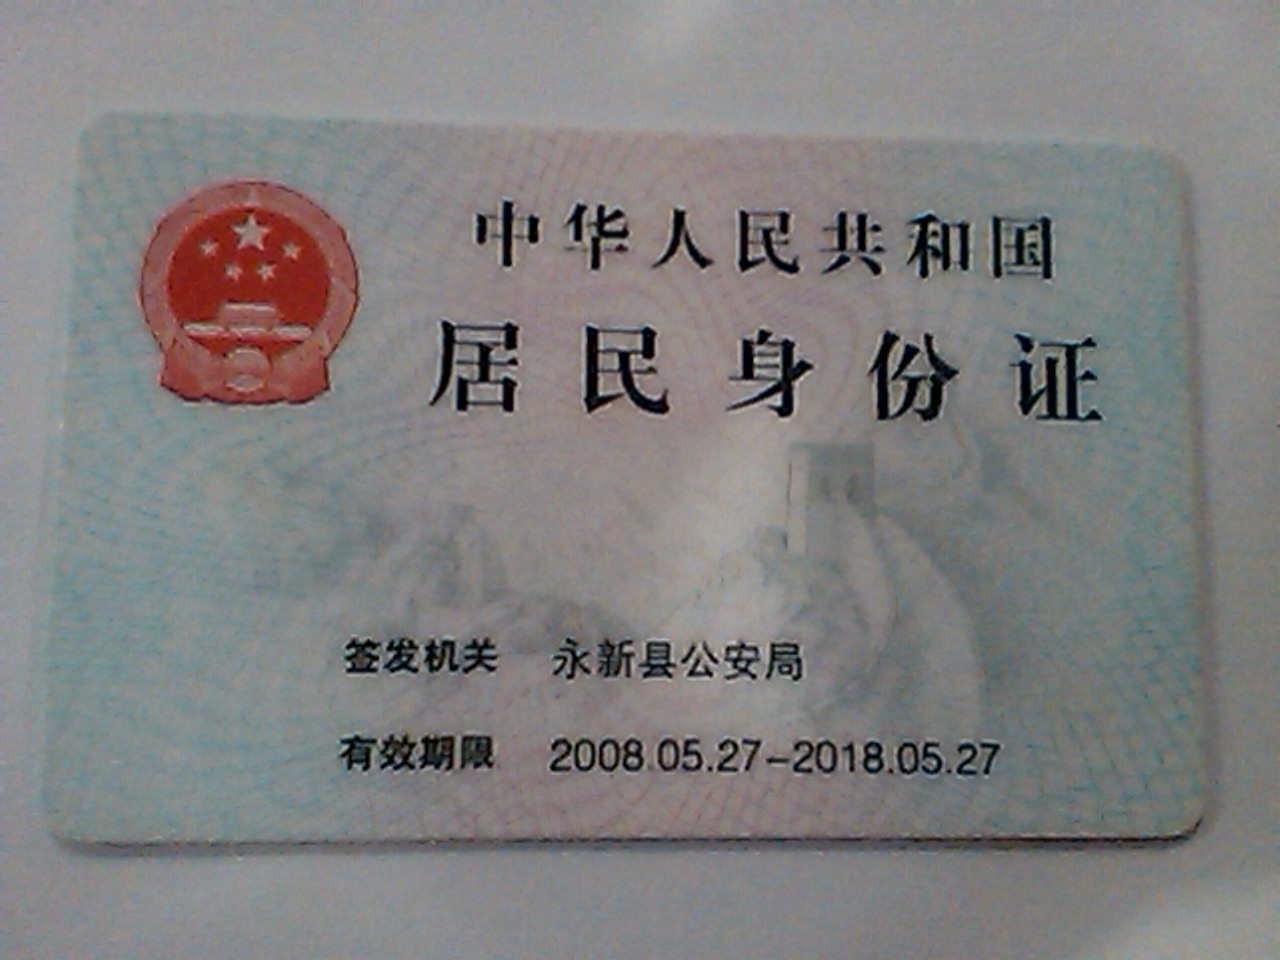 中华人民共和国
居民身份证
签发机关 永新县公安局
有效期限 2008.05.27-2018.05.27